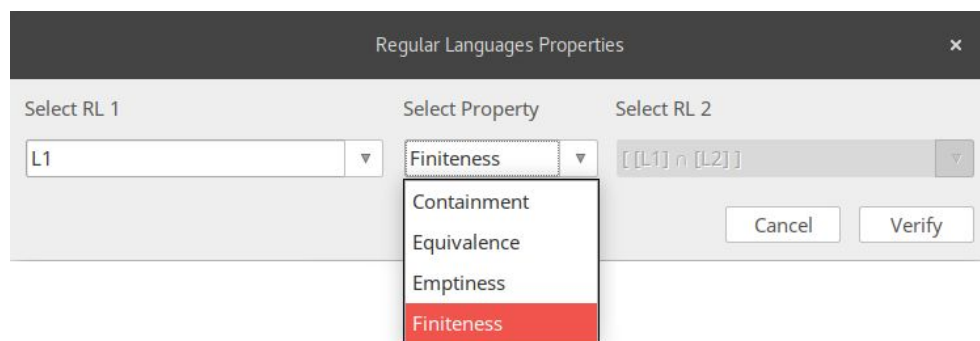 Regular Languages Properties ×
Select RL 1 Select Property Select RL 2
L1 Finiteness [ [L1] ∩ [L2] ]
Containment
Cancel Verify
Equivalence
Emptiness
Finiteness